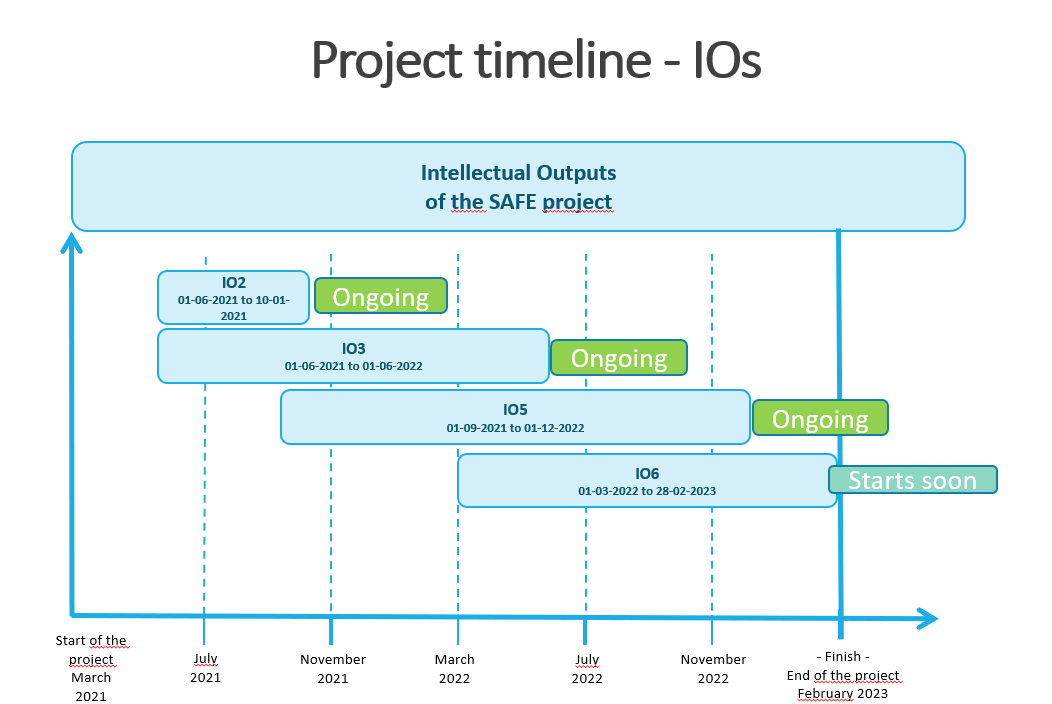 Project timeline - IOs
Intellectual Outputs
of the SAFE project
IO2
01-06-2021 to 10-01-
2021
Ongoing
IO3
01-06-2021 to 01-06-2022
Ongoing
IO5
01-09-2021 to 01-12-2022
Ongoing
IO6
01-03-2022 to 28-02-2023
Starts soon
Start of the
project
March
2021
July
2021
November
2021
March
2022
July
2022
November
2022
- Finish -
End of the project
February 2023